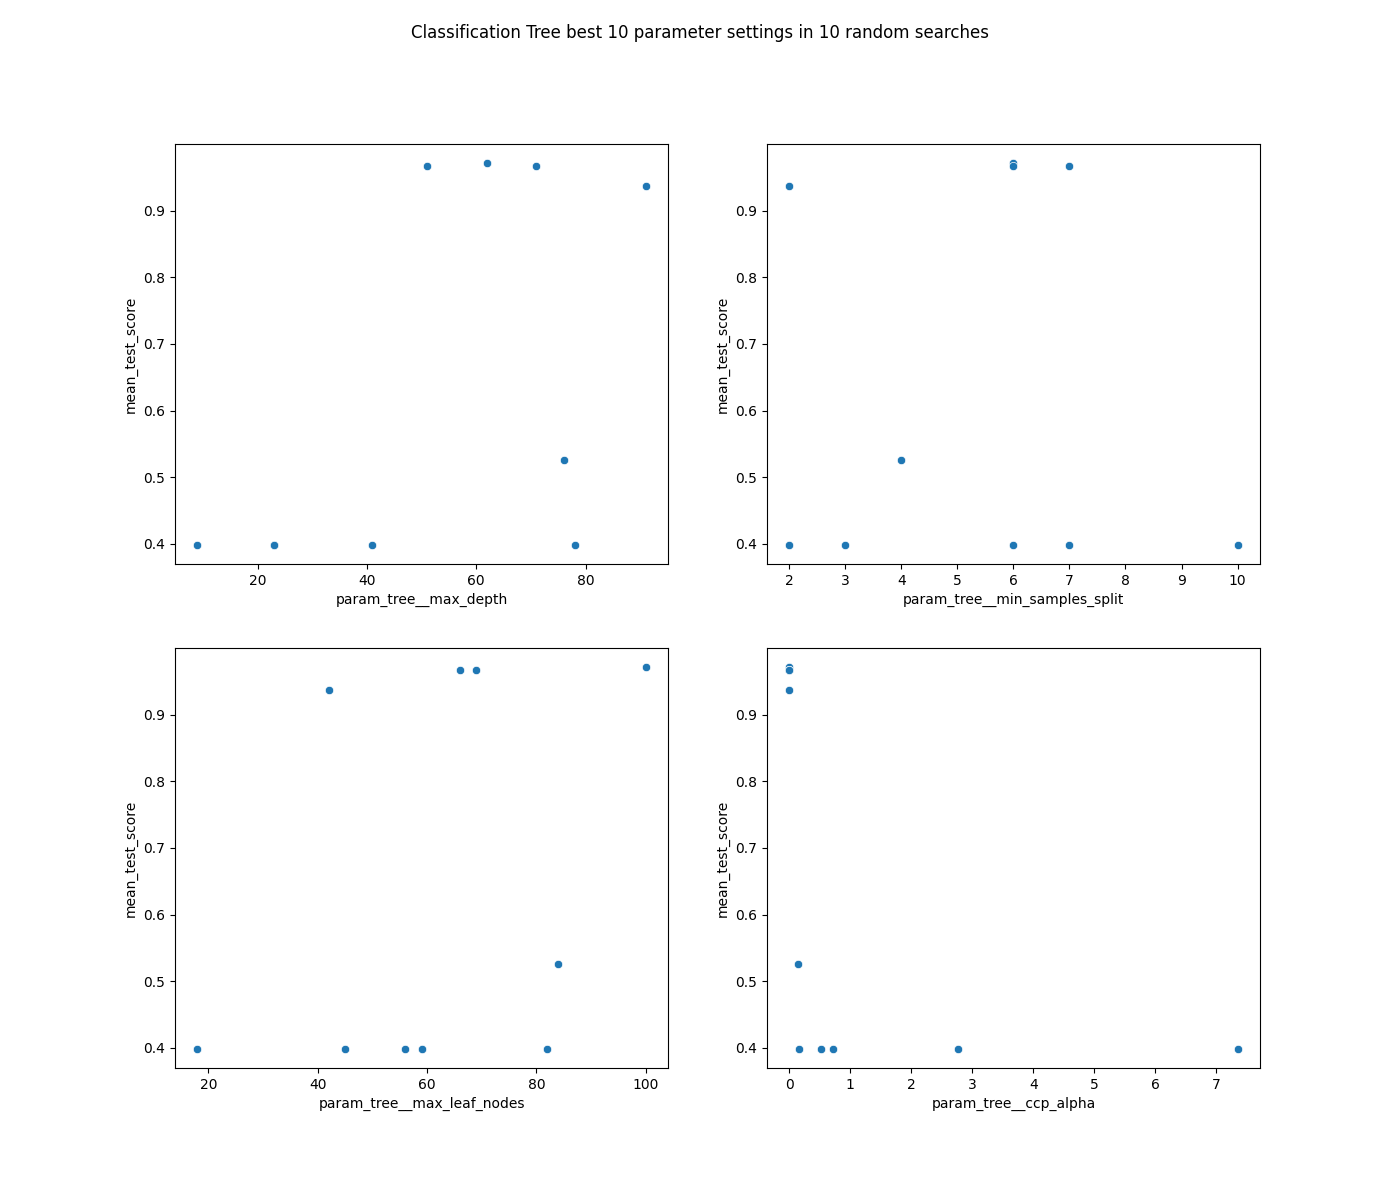 Classification Tree best 10 parameter settings in 10 random searches
mean_test_score
0.9
0.8
0.7
0.6
0.5
0.4
20 40 60 80
param_tree__max_depth
mean_test_score
0.9
0.8
0.7
0.6
0.5
0.4
2 3 4 5 6 7 8 9 10
param_tree__min_samples_split
mean_test_score
0.9
0.8
0.7
0.6
0.5
0.4
20 40 60 80 100
param_tree__max_leaf_nodes
mean_test_score
0.9
0.8
0.7
0.6
0.5
0.4
0 1 2 3 4 5 6 7
param_tree__ccp_alpha